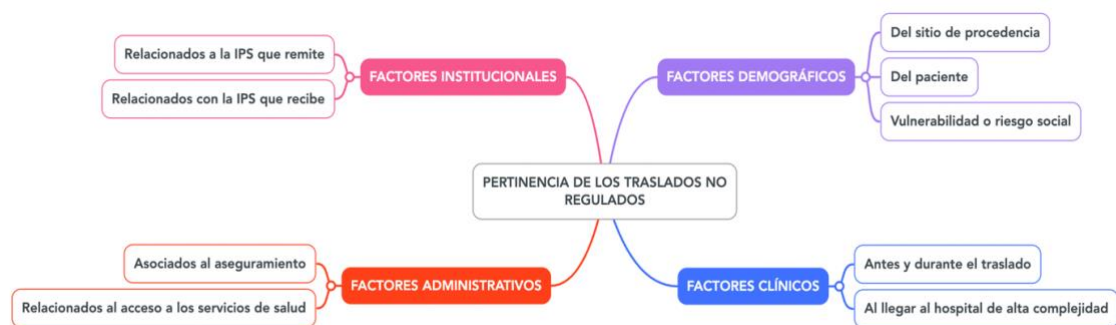 Relacionados a la IPS que remite
Relacionados con la IPS que recibe
FACTORES INSTITUCIONALES
FACTORES DEMOGRÁFICOS
Del sitio de procedencia
Del paciente
Vulnerabilidad o riesgo social
PERTINENCIA DE LOS TRASLADOS NO
REGULADOS
Asociados al aseguramiento
Relacionados al acceso a los servicios de salud
FACTORES ADMINISTRATIVOS
FACTORES CLÍNICOS
Antes y durante el traslado
Al llegar al hospital de alta complejidad